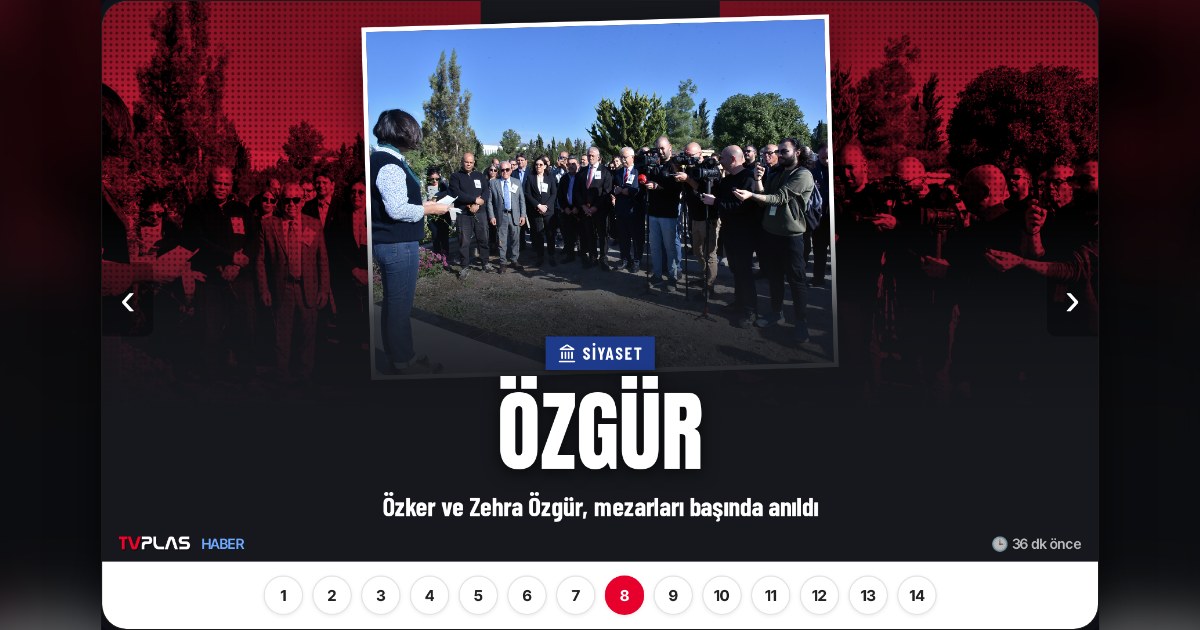 SİYASET
ÖZGÜR
Özker ve Zehra Özgür, mezarları başında anıldı
TVPLAS HABER
36 dk önce
1 2 3 4 5 6 7 8 9 10 11 12 13 14